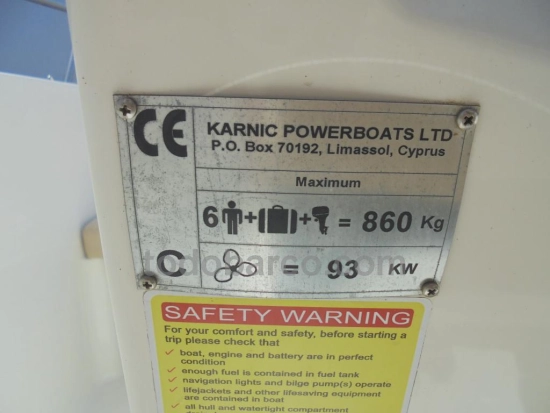 CE
KARNIC POWERBOATS LTD
P.O. Box 70192, Limassol, Cyprus
Maximum
6 + + = 860 Kg
C = 93 KW
todobarco.com
SAFETY WARNING
For your comfort and safety, before starting a
trip please check that
✓ boat, engine and battery are in perfect
condition
✓ enough fuel is contained in fuel tank
✓ navigation lights and bilge pump(s) operate
✓ lifejackets and other lifesaving equipment
are contained in boat
✓ all hull and watertight compartment